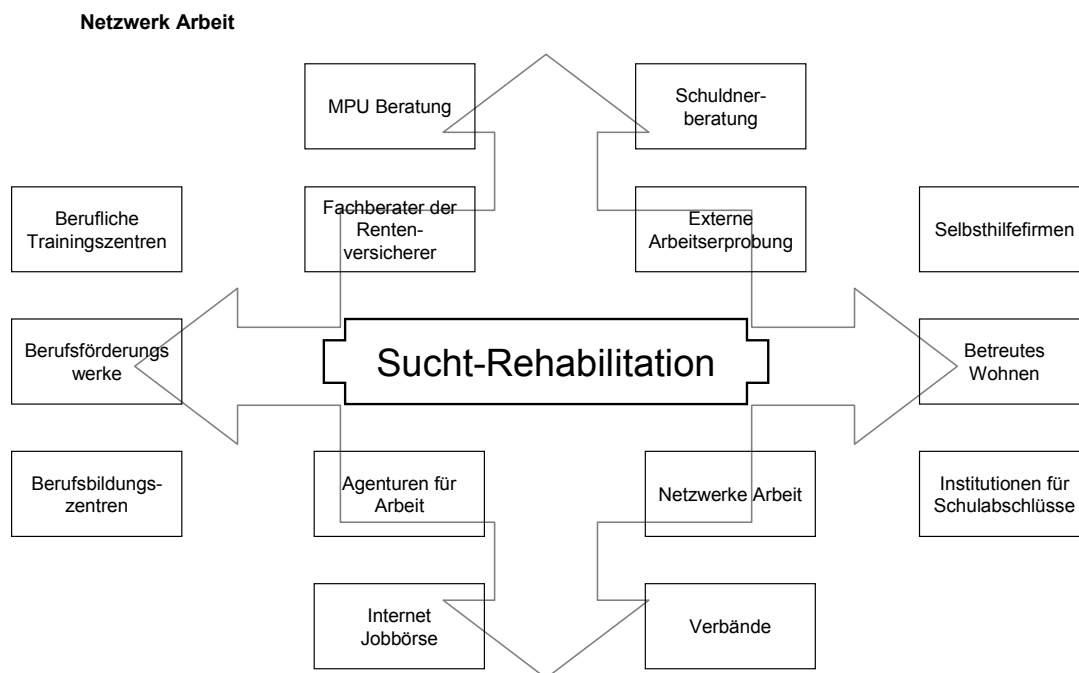 Netzwerk Arbeit
MPU Beratung
Schuldner-
beratung
Berufliche
Trainingszentren
Fachberater der
Renten-
versicherer
Externe
Arbeitserprobung
Selbsthilfefirmen
Berufsförderungs
werke
Sucht-Rehabilitation
Betreutes
Wohnen
Berufsbildungs-
zentren
Agenturen für
Arbeit
Netzwerke Arbeit
Institutionen für
Schulabschlüsse
Internet
Jobbörse
Verbände